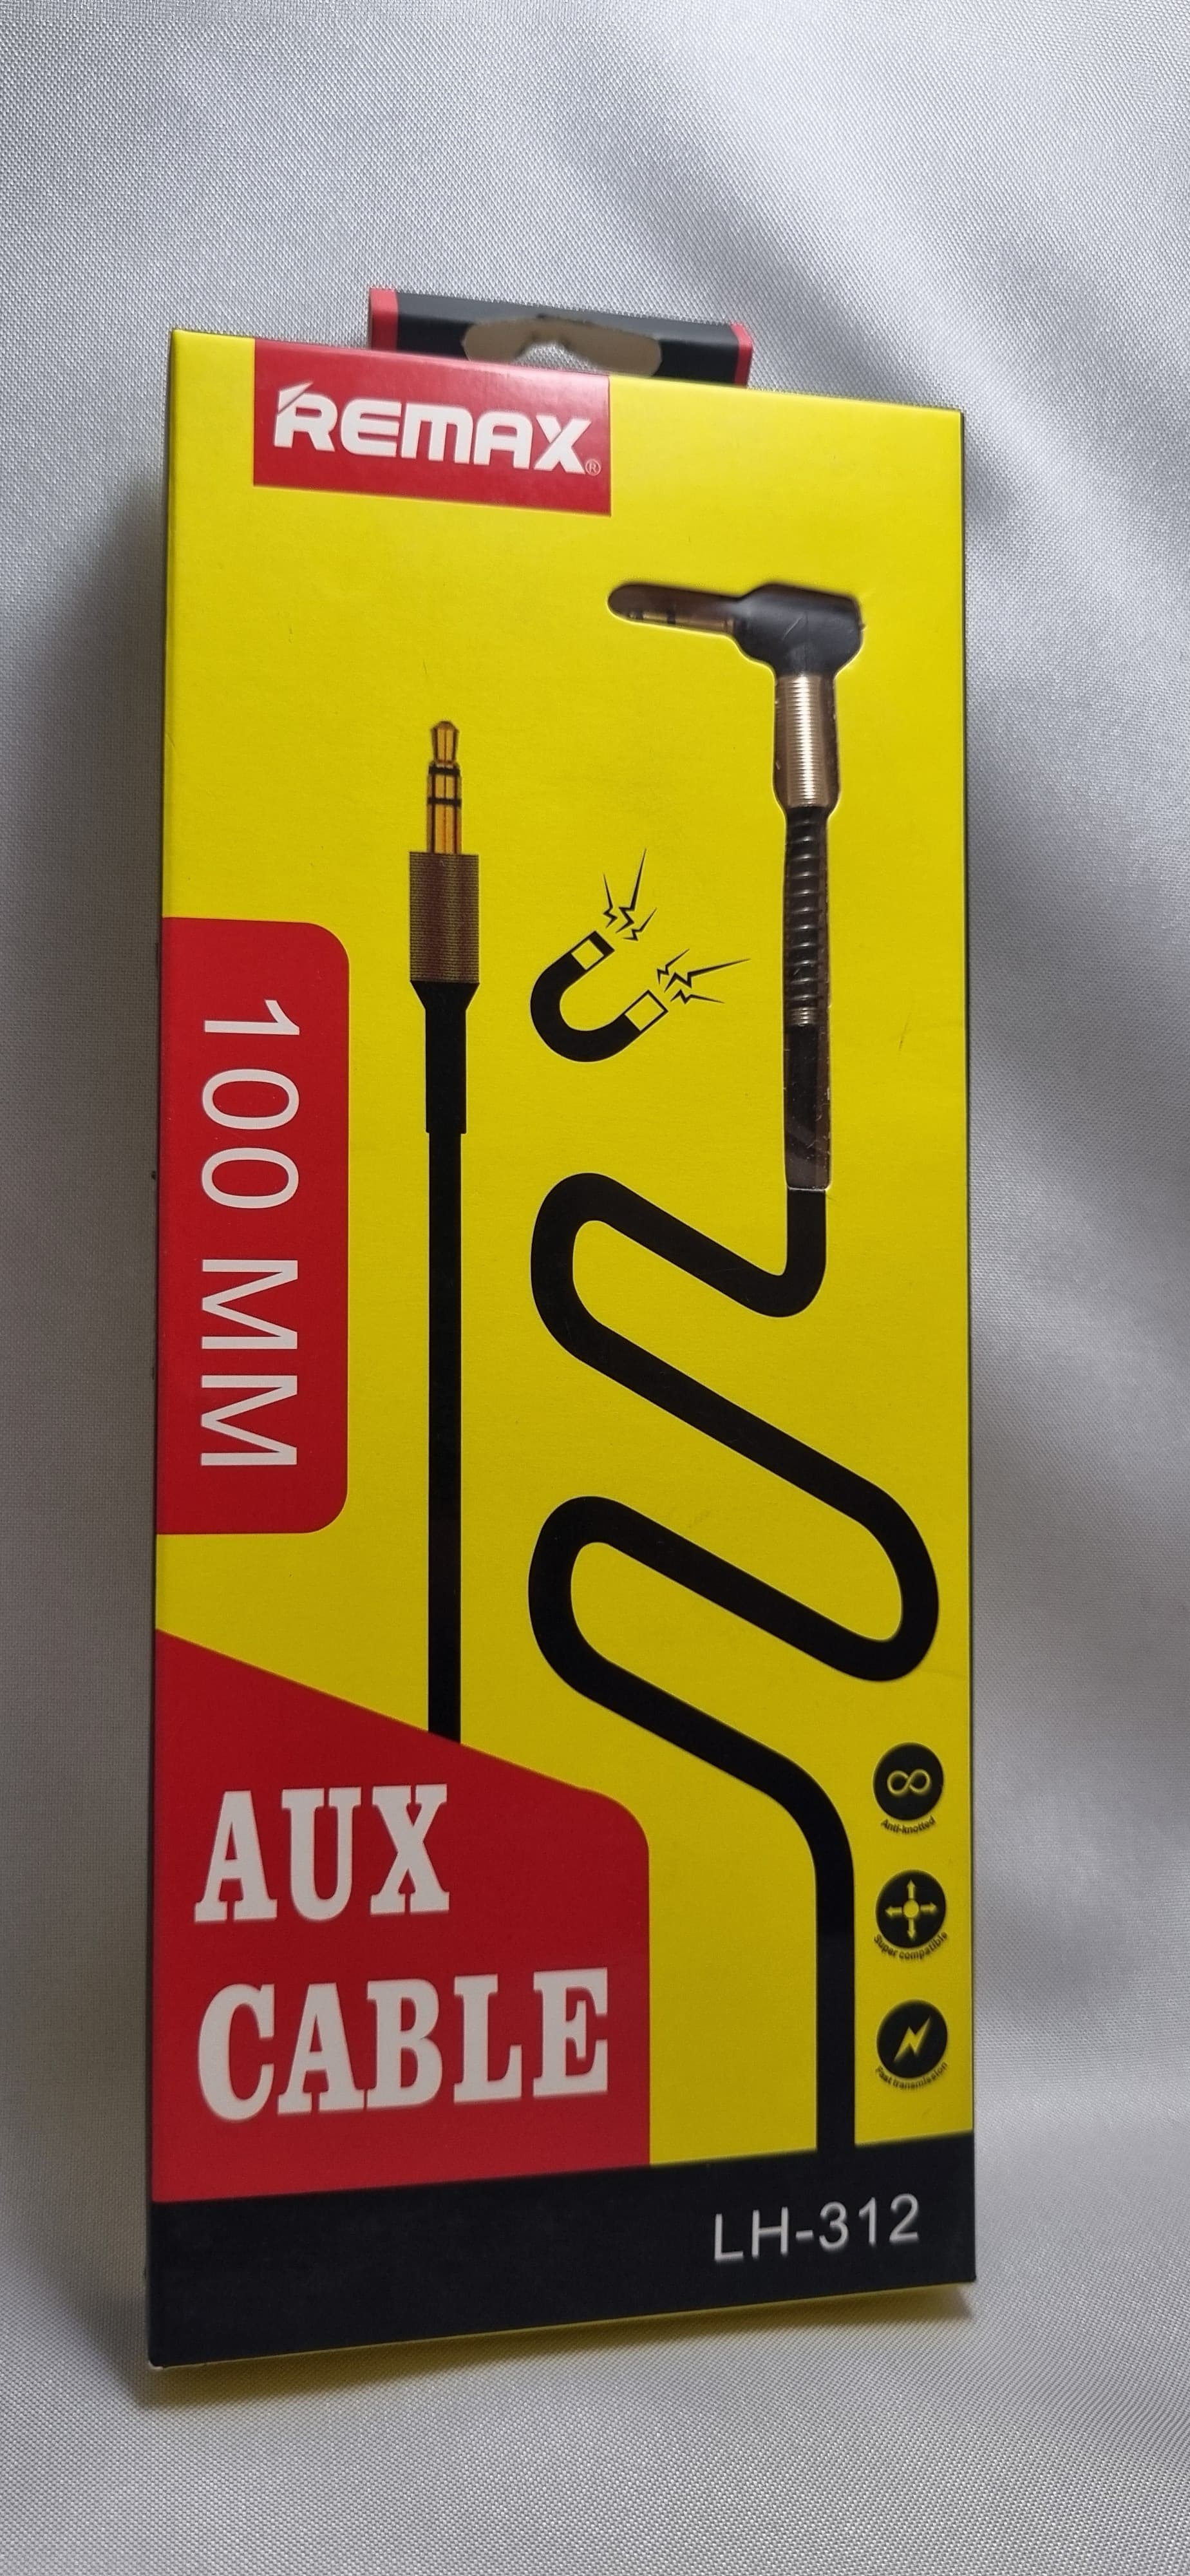 REMAX®
100 MM
AUX
CABLE
Anti-knotted
Super compatible
Fast transmission
LH-312